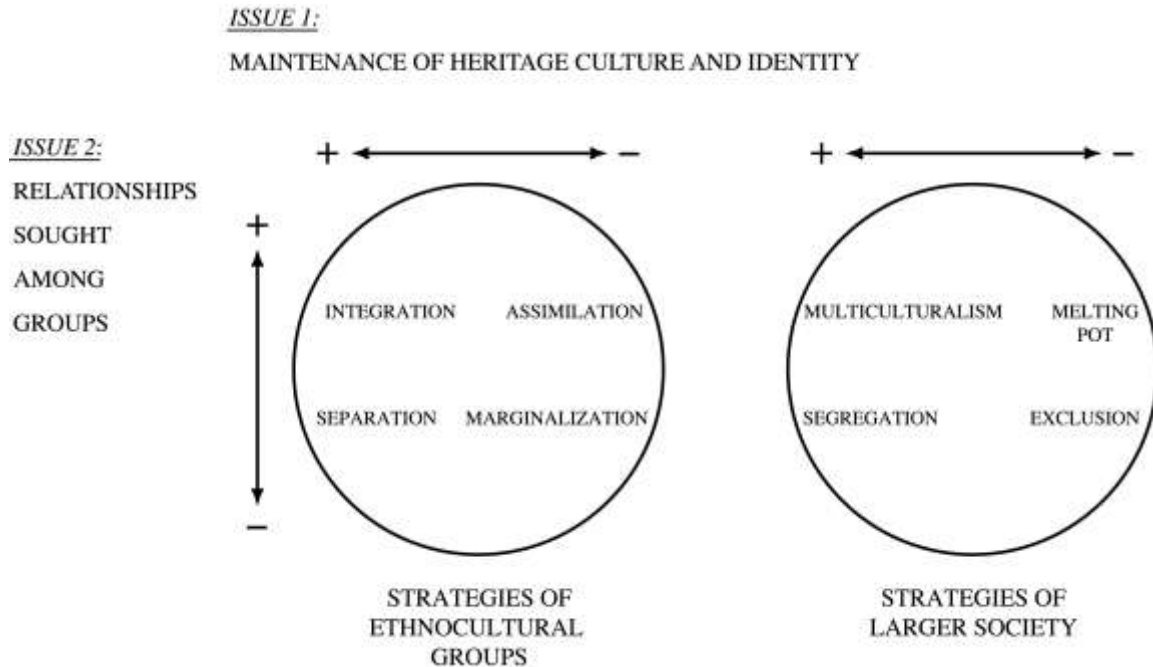 ISSUE 1:
MAINTENANCE OF HERITAGE CULTURE AND IDENTITY
ISSUE 2:
RELATIONSHIPS
SOUGHT
AMONG
GROUPS
+ −
+ −
+
−
INTEGRATION ASSIMILATION
SEPARATION MARGINALIZATION
MULTICULTURALISM MELTING
POT
SEGREGATION EXCLUSION
STRATEGIES OF
ETHNOCULTURAL
GROUPS
STRATEGIES OF
LARGER SOCIETY